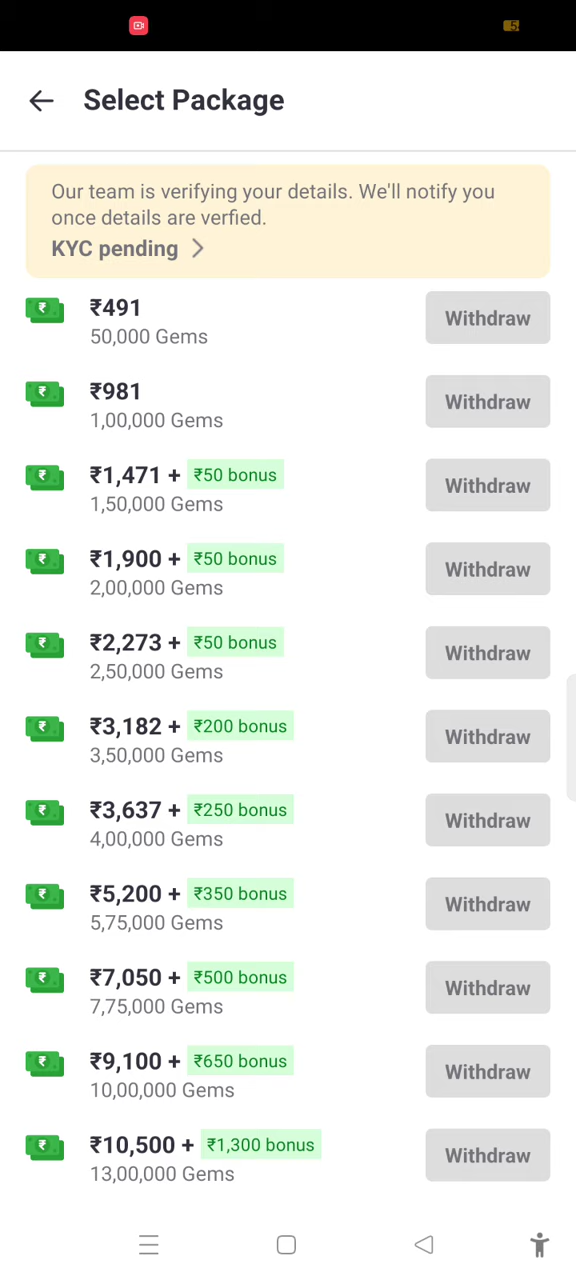 5
Select Package
Our team is verifying your details. We'll notify you
once details are verfied.
KYC pending
₹491
50,000 Gems
Withdraw
₹981
1,00,000 Gems
Withdraw
₹1,471 + ₹50 bonus
1,50,000 Gems
Withdraw
₹1,900 + ₹50 bonus
2,00,000 Gems
Withdraw
₹2,273 + ₹50 bonus
2,50,000 Gems
Withdraw
₹3,182 + ₹200 bonus
3,50,000 Gems
Withdraw
₹3,637 + ₹250 bonus
4,00,000 Gems
Withdraw
₹5,200 + ₹350 bonus
5,75,000 Gems
Withdraw
₹7,050 + ₹500 bonus
7,75,000 Gems
Withdraw
₹9,100 + ₹650 bonus
10,00,000 Gems
Withdraw
₹10,500 + ₹1,300 bonus
13,00,000 Gems
Withdraw